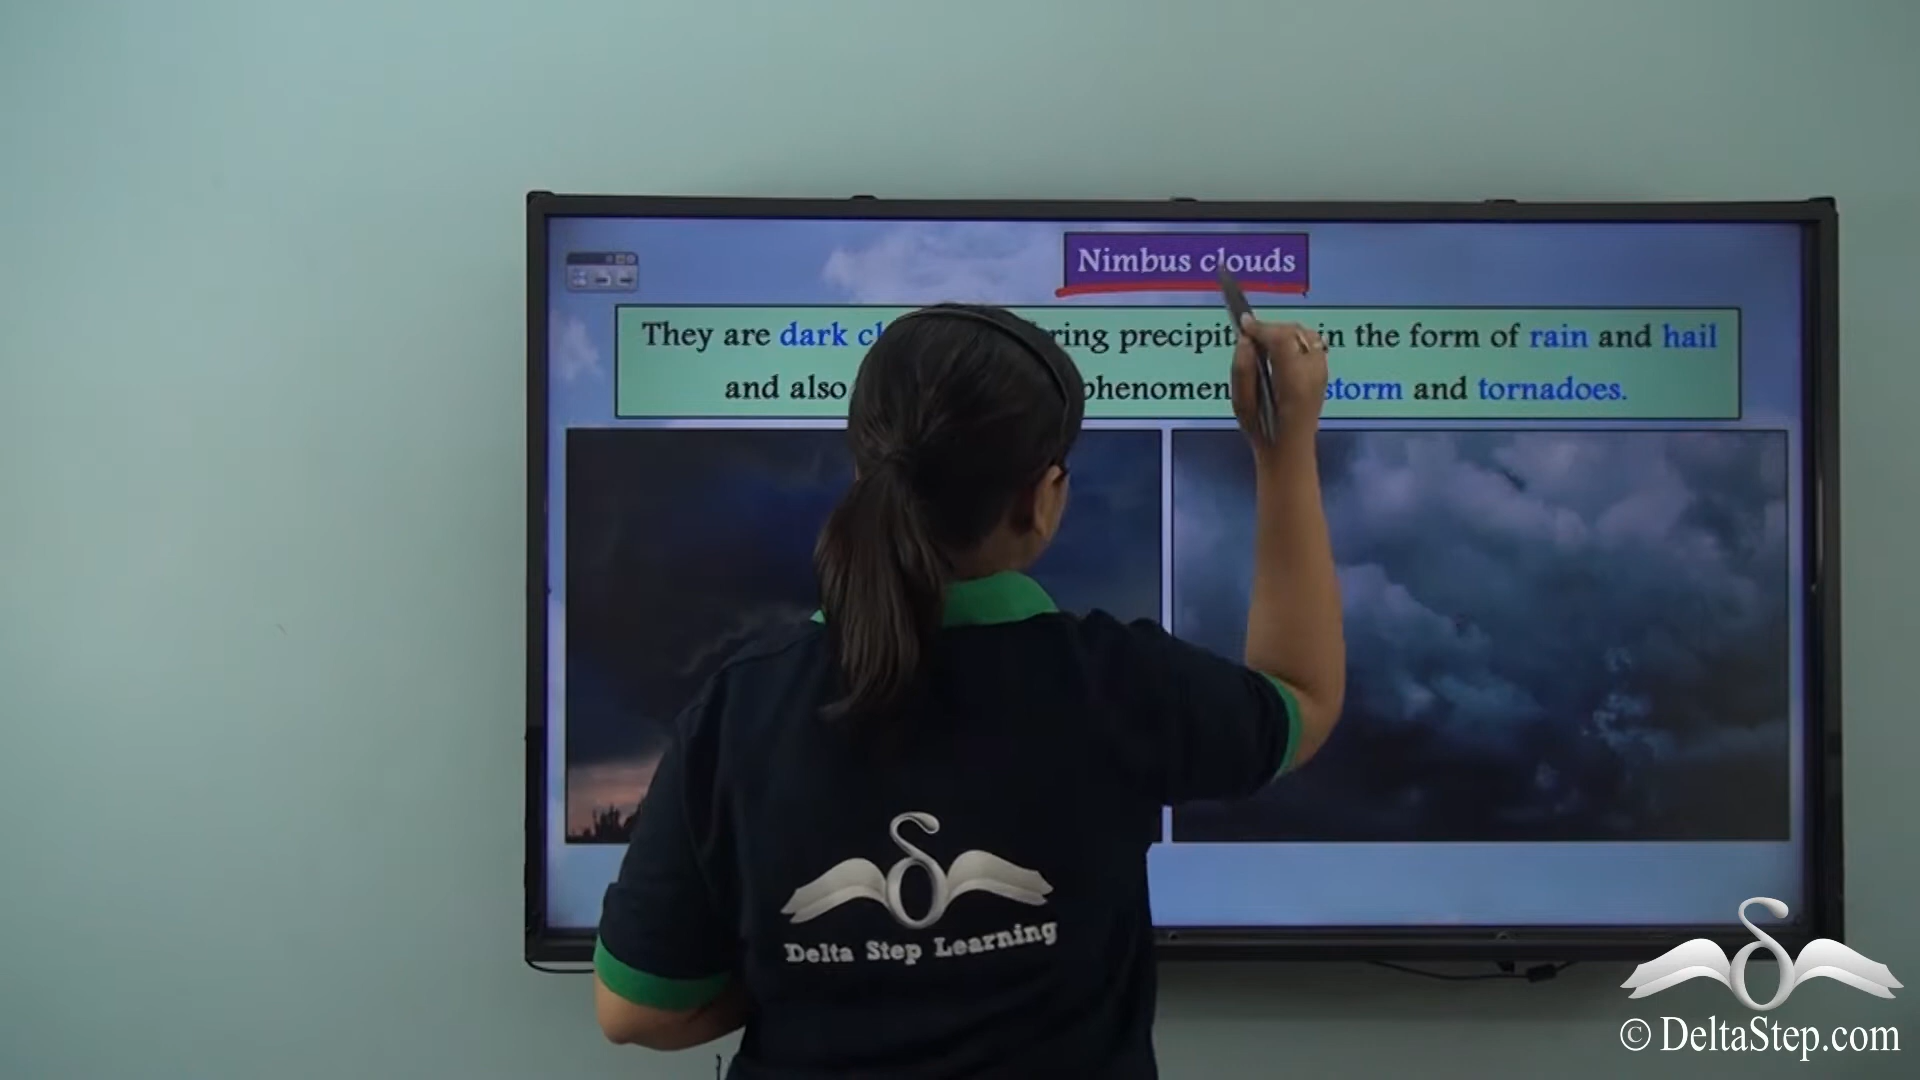 Nimbus clouds
They are dark ring precipit in the form of rain and hail
and also phenomen storm and tornadoes.
Delta Step Learning
© DeltaStep.com